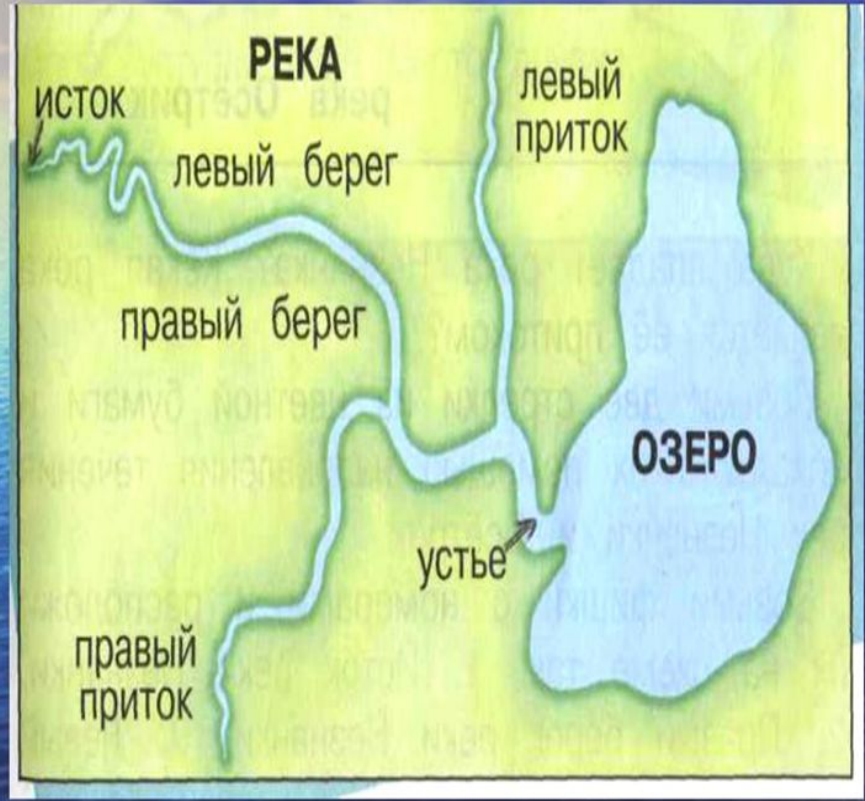 РЕКА
исток
левый
приток
левый берег
правый берег
ОЗЕРО
устье
правый
приток